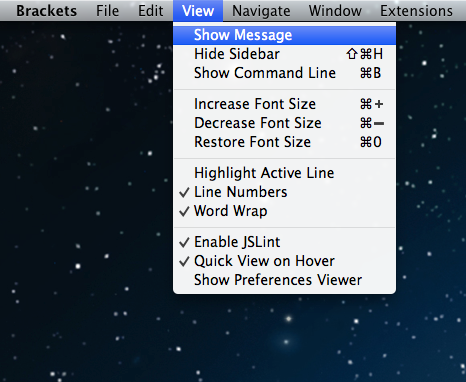 Brackets File Edit View Navigate Window Extensions
Show Message
Hide Sidebar ⇧⌘H
Show Command Line ⌘B
Increase Font Size ⌘+
Decrease Font Size ⌘−
Restore Font Size ⌘0
Highlight Active Line
✓ Line Numbers
✓ Word Wrap
✓ Enable JSLint
✓ Quick View on Hover
Show Preferences Viewer